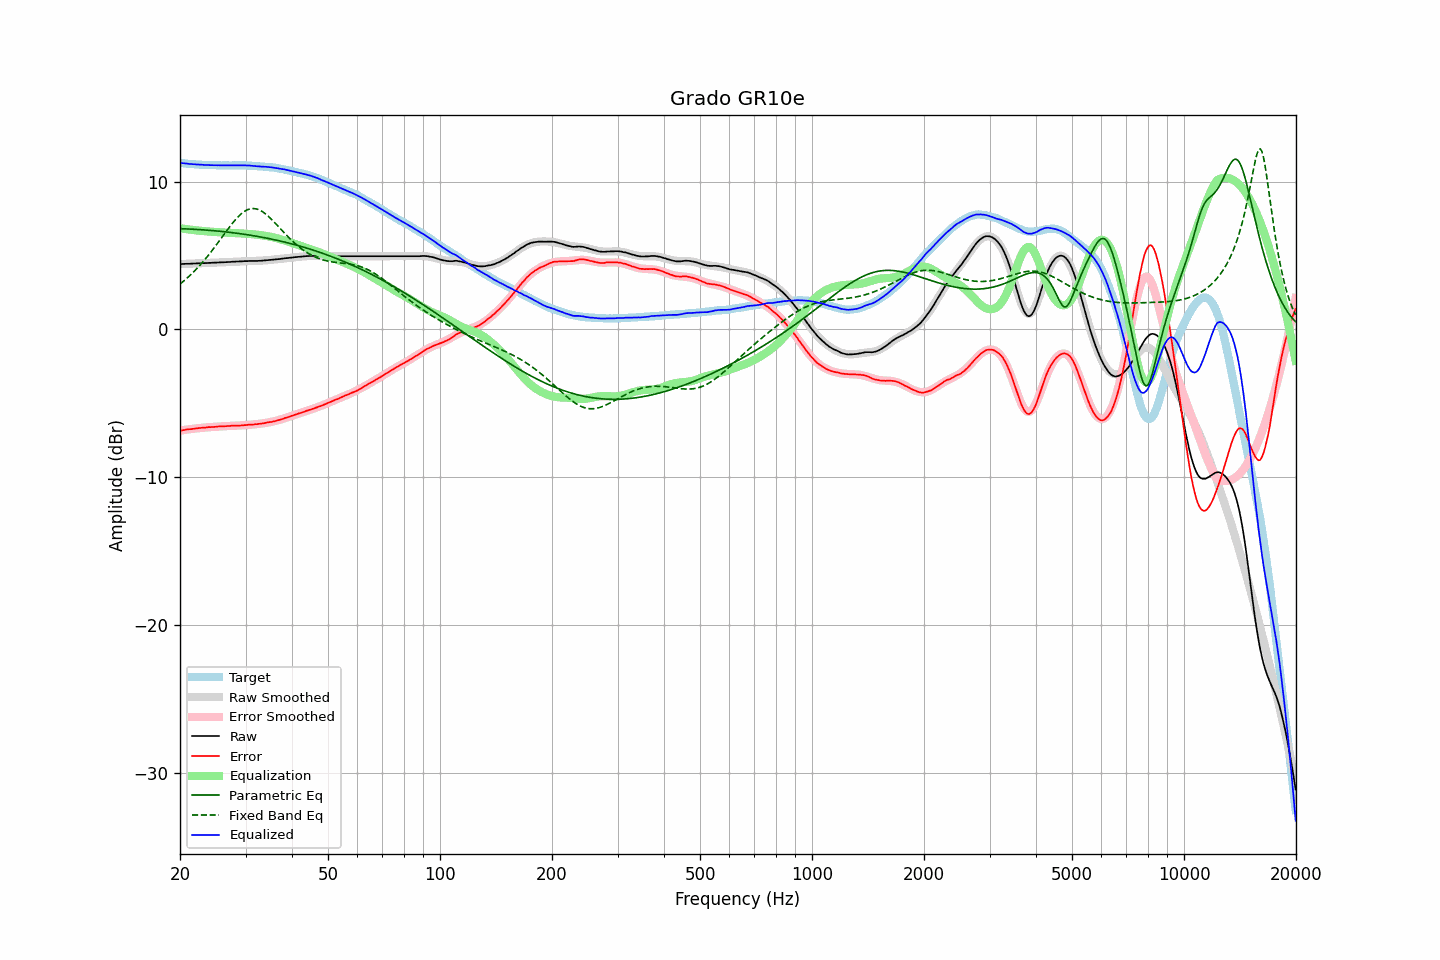 Grado GR10e
Amplitude (dBr)
10
0
−10
−20
−30
Target
Raw Smoothed
Error Smoothed
Raw
Error
Equalization
Parametric Eq
Fixed Band Eq
Equalized
20 50 100 200 500 1000 2000 5000 10000 20000
Frequency (Hz)